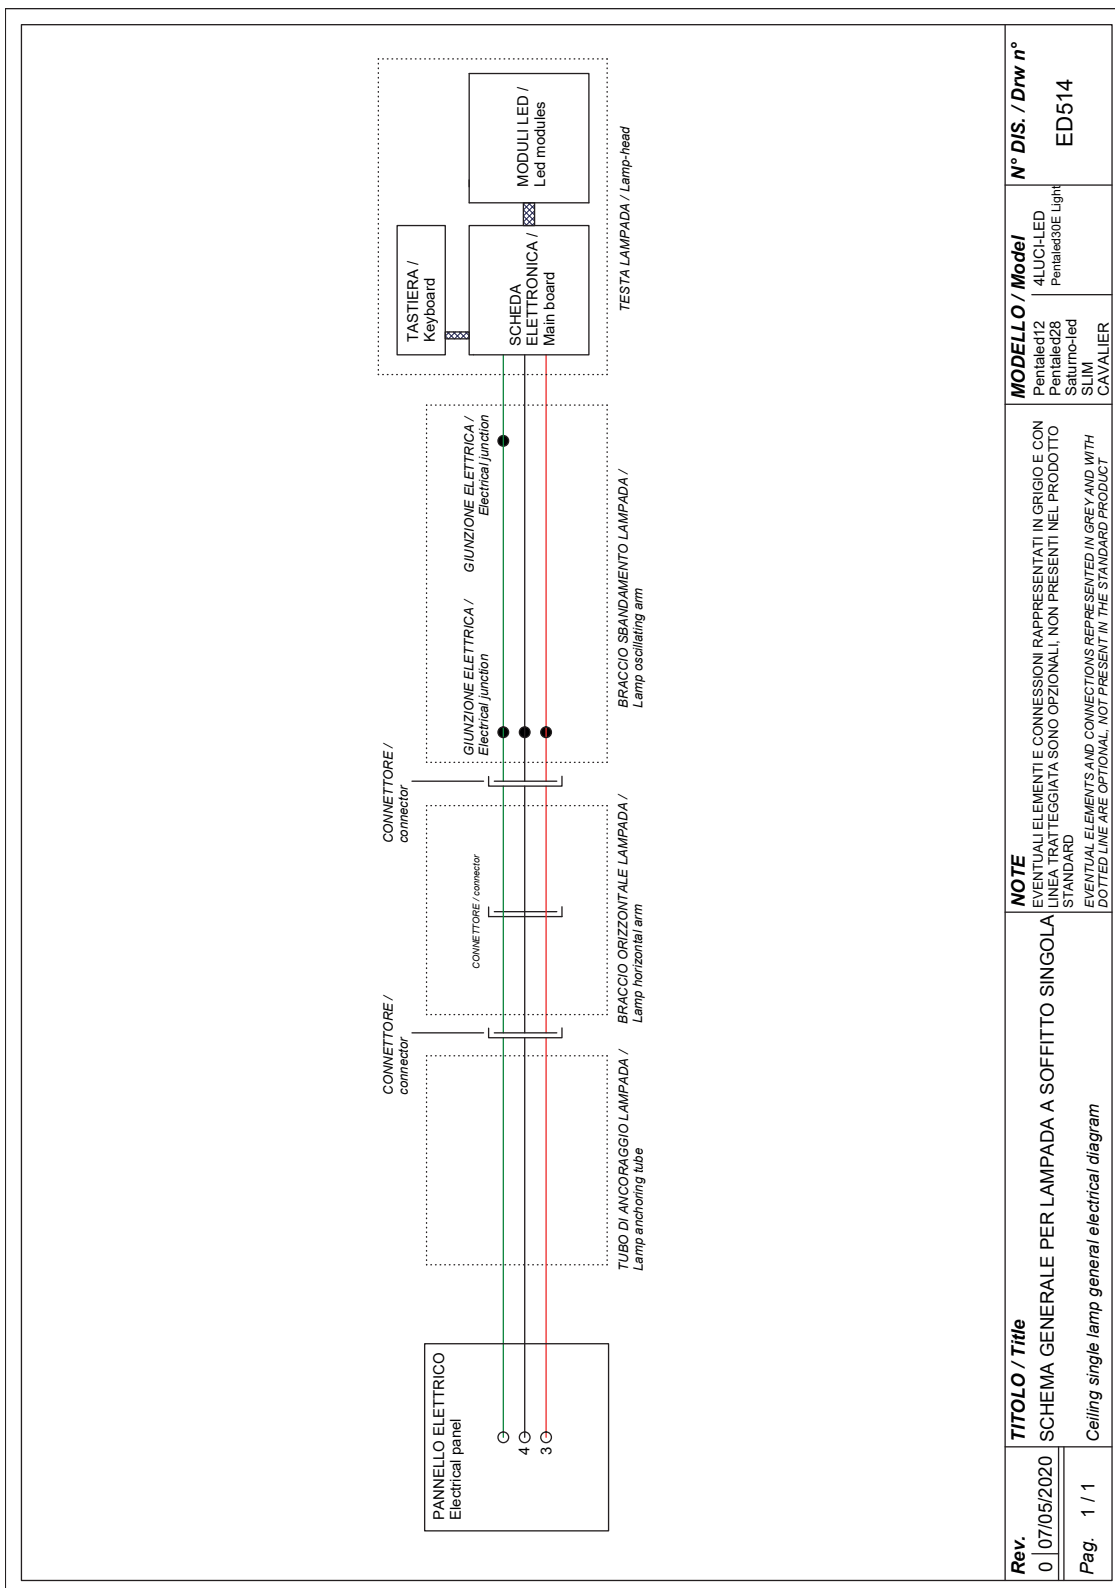 PANNELLO ELETTRICO
Electrical panel
4
3
TUBO DI ANCORAGGIO LAMPADA /
Lamp anchoring tube
CONNETTORE /
connector
BRACCIO ORIZZONTALE LAMPADA /
Lamp horizontal arm
CONNETTORE / connector
CONNETTORE /
connector
BRACCIO SBANDAMENTO LAMPADA /
Lamp oscillating arm
GIUNZIONE ELETTRICA /
Electrical junction
GIUNZIONE ELETTRICA /
Electrical junction
TASTIERA /
Keyboard
SCHEDA
ELETTRONICA /
Main board
MODULI LED /
Led modules
TESTA LAMPADA / Lamp-head
Rev.
0 07/05/2020
Pag. 1 / 1
TITOLO / Title
SCHEMA GENERALE PER LAMPADA A SOFFITTO SINGOLA
Ceiling single lamp general electrical diagram
NOTE
EVENTUALI ELEMENTI E CONNESSIONI RAPPRESENTATI IN GRIGIO E CON
LINEA TRATTEGGIATA SONO OPZIONALI, NON PRESENTI NEL PRODOTTO
STANDARD
EVENTUAL ELEMENTS AND CONNECTIONS REPRESENTED IN GREY AND WITH
DOTTED LINE ARE OPTIONAL, NOT PRESENT IN THE STANDARD PRODUCT
MODELLO / Model
Pentaled12
Pentaled28
Saturno-led
SLIM
CAVALIER
4LUCI-LED
Pentaled30E Light
N° DIS. / Drw n°
ED514